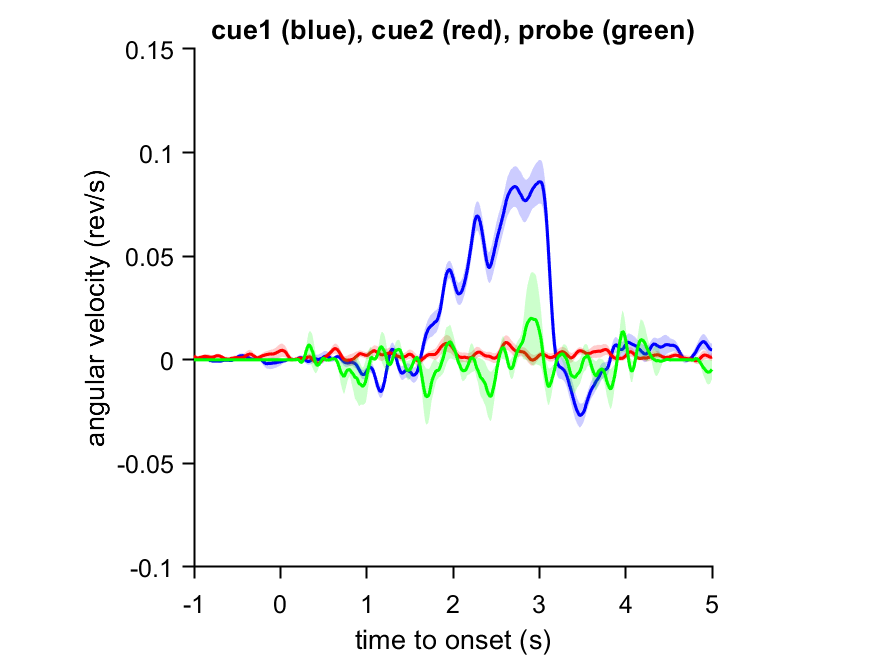 cue1 (blue), cue2 (red), probe (green)
0.15
0.1
0.05
0
-0.05
-0.1
angular velocity (rev/s)
-1 0 1 2 3 4 5
time to onset (s)